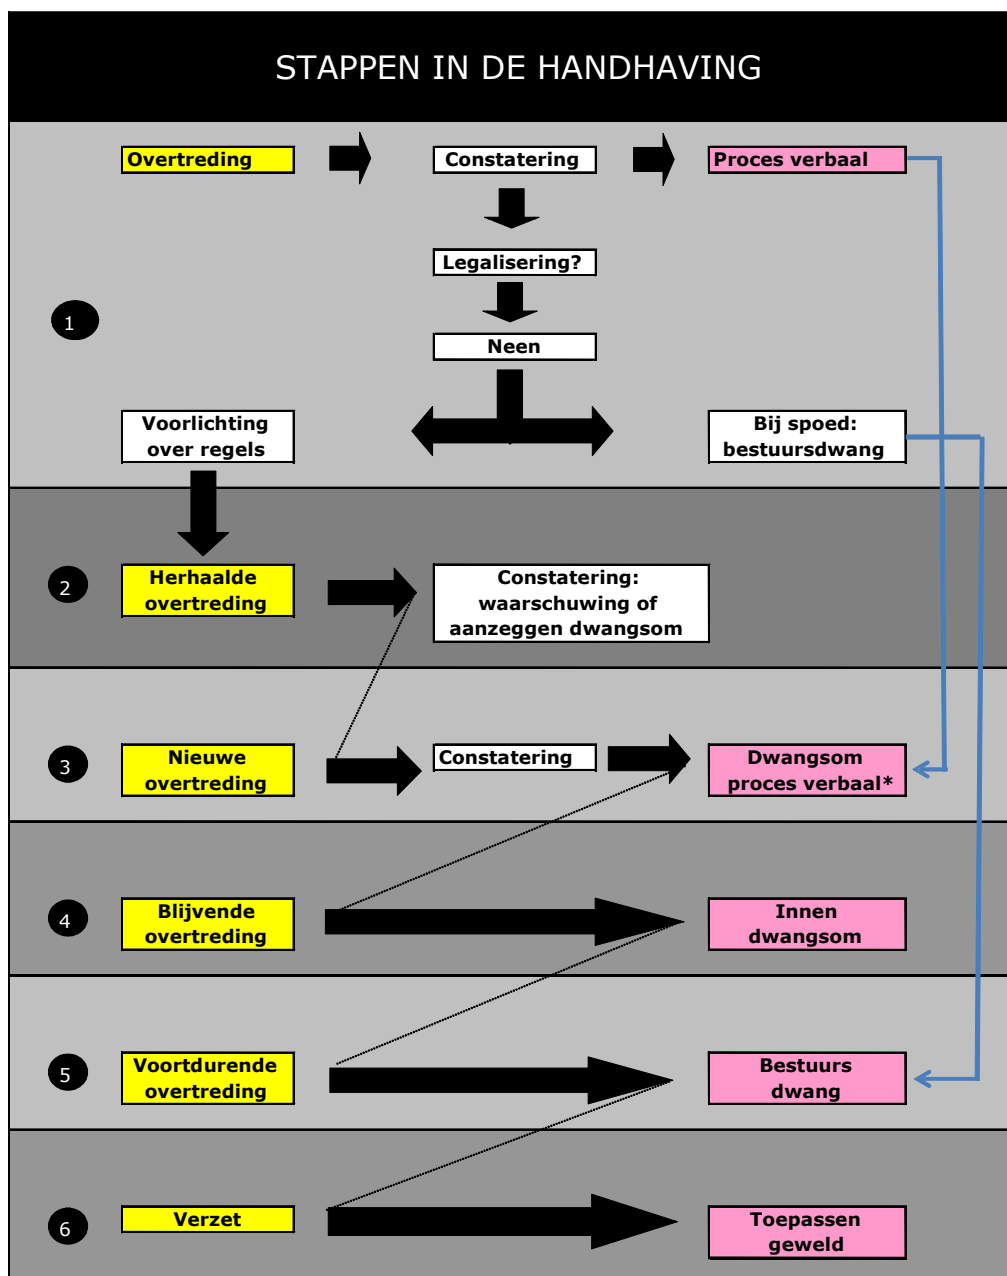 STAPPEN IN DE HANDHAVING
Overtreding
Constatering
Proces verbaal
Legalisering?
1
Neen
Voorlichting
over regels
Bij spoed:
bestuursdwang
2
Herhaalde
overtreding
Constatering:
waarschuwing of
aanzeggen dwangsom
3
Nieuwe
overtreding
Constatering
Dwangsom
proces verbaal*
4
Blijvende
overtreding
Innen
dwangsom
5
Voortdurende
overtreding
Bestuurs
dwang
6
Verzet
Toepassen
geweld